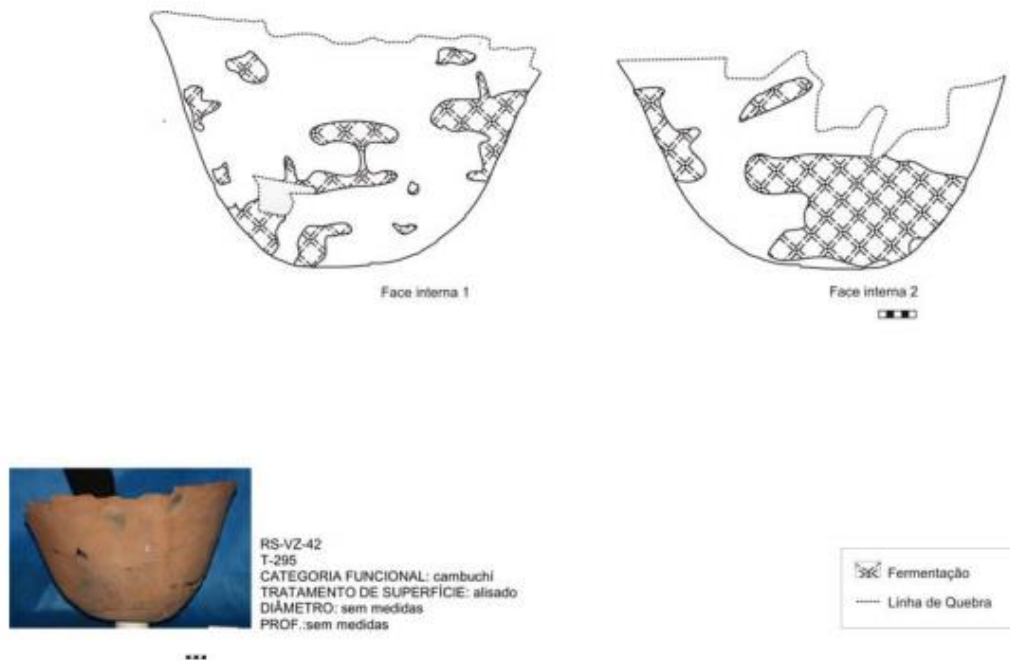 Face interna 1
Face interna 2
RS-VZ-42
T-295
CATEGORIA FUNCIONAL: cambuchí
TRATAMENTO DE SUPERFÍCIE: alisado
DIÂMETRO: sem medidas
PROF.:sem medidas
Fermentação
Linha de Quebra